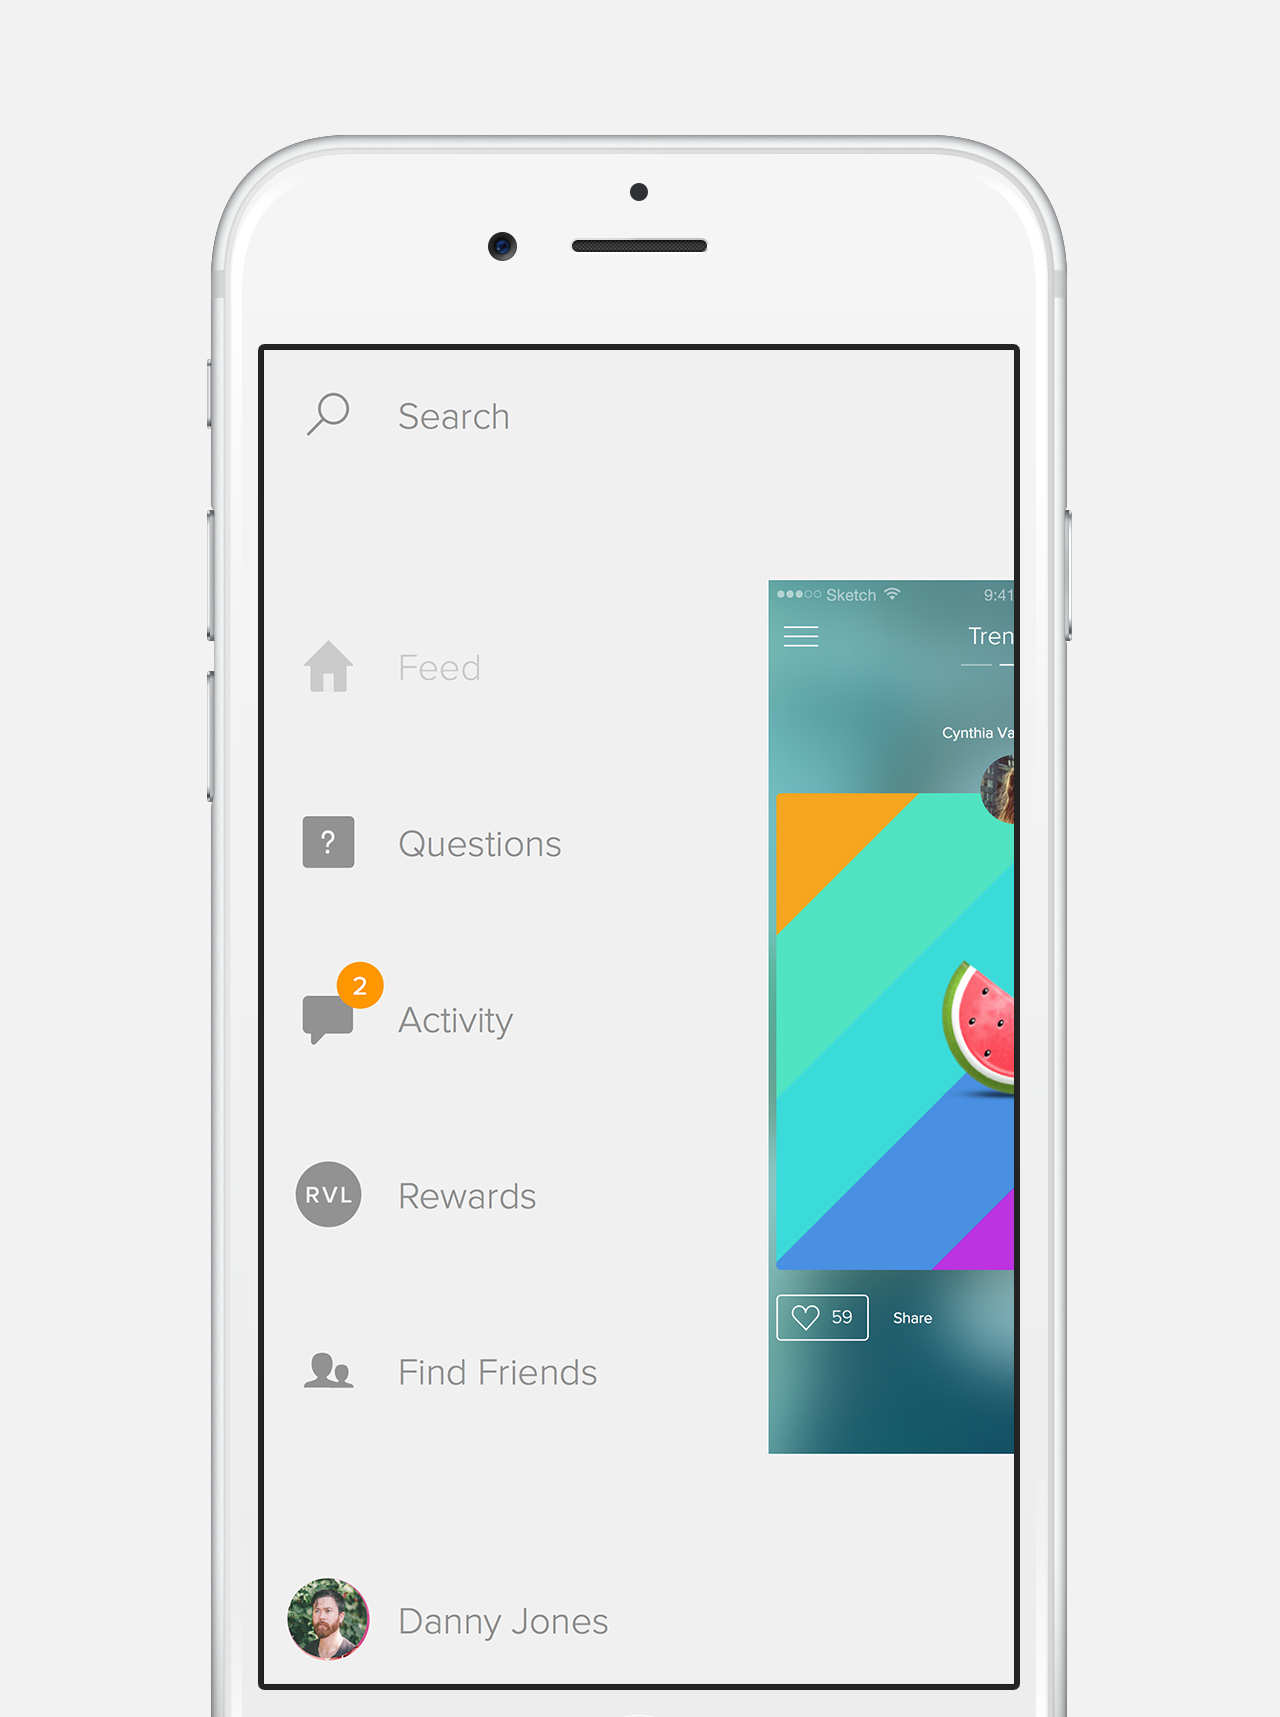 Search
Sketch 9:41
Tren
Feed
Cynthia Va
?
Questions
2
Activity
RVL
Rewards
59
Share
Find Friends
Danny Jones